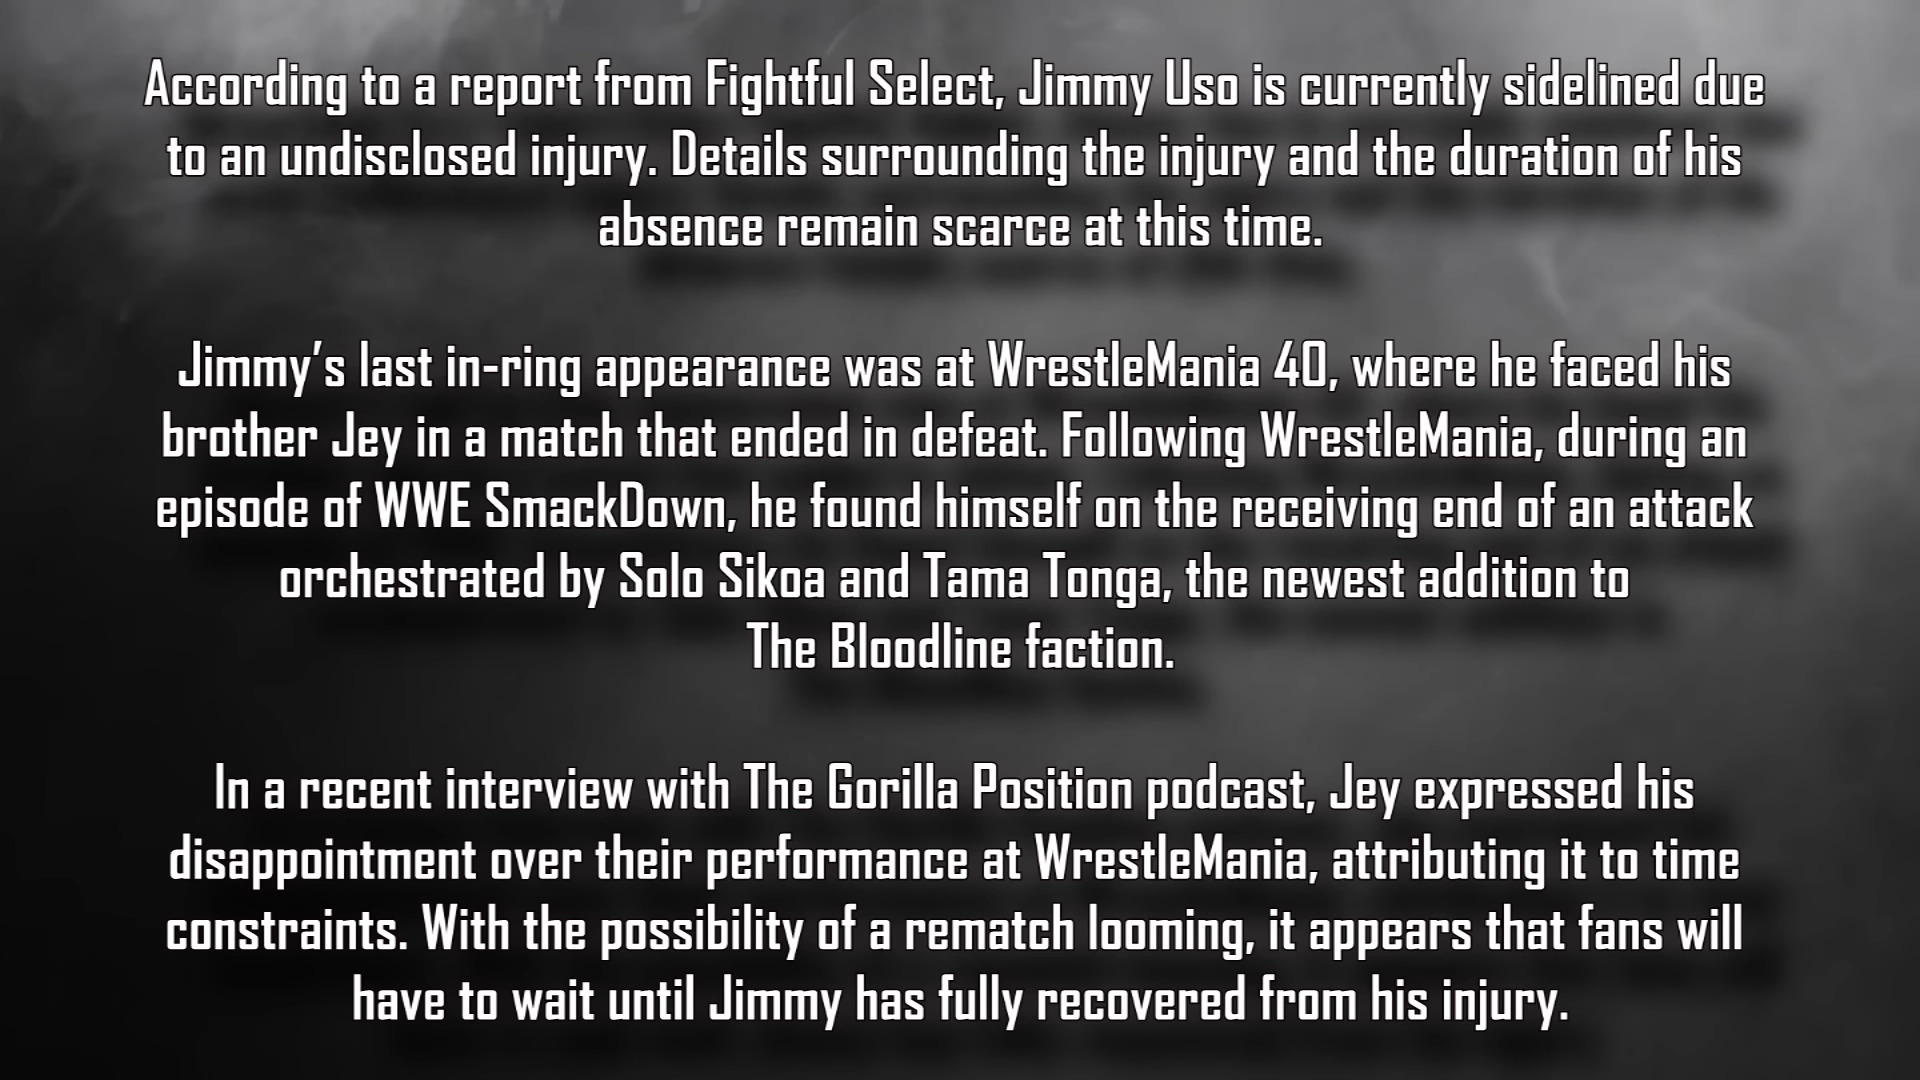 According to a report from Fightful Select, Jimmy Uso is currently sidelined due
to an undisclosed injury. Details surrounding the injury and the duration of his
absence remain scarce at this time.
Jimmy’s last in-ring appearance was at WrestleMania 40, where he faced his
brother Jey in a match that ended in defeat. Following WrestleMania, during an
episode of WWE SmackDown, he found himself on the receiving end of an attack
orchestrated by Solo Sikoa and Tama Tonga, the newest addition to
The Bloodline faction.
In a recent interview with The Gorilla Position podcast, Jey expressed his
disappointment over their performance at WrestleMania, attributing it to time
constraints. With the possibility of a rematch looming, it appears that fans will
have to wait until Jimmy has fully recovered from his injury.